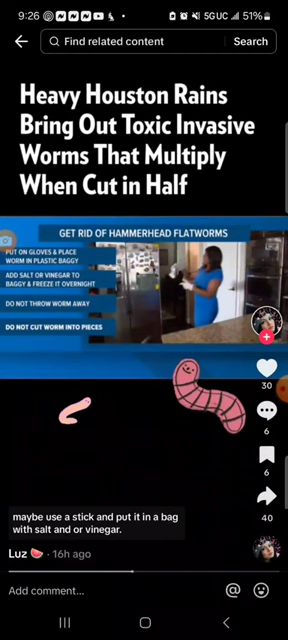 9:26
5G UC 51%
Find related content
Search
Heavy Houston Rains
Bring Out Toxic Invasive
Worms That Multiply
When Cut in Half
GET RID OF HAMMERHEAD FLATWORMS
PUT ON GLOVES & PLACE
WORM IN PLASTIC BAGGY
ADD SALT OR VINEGAR TO
BAGGY & FREEZE IT OVERNIGHT
DO NOT THROW WORM AWAY
DO NOT CUT WORM INTO PIECES
30
6
6
40
maybe use a stick and put it in a bag
with salt and or vinegar.
Luz 🍉 · 16h ago
Add comment...